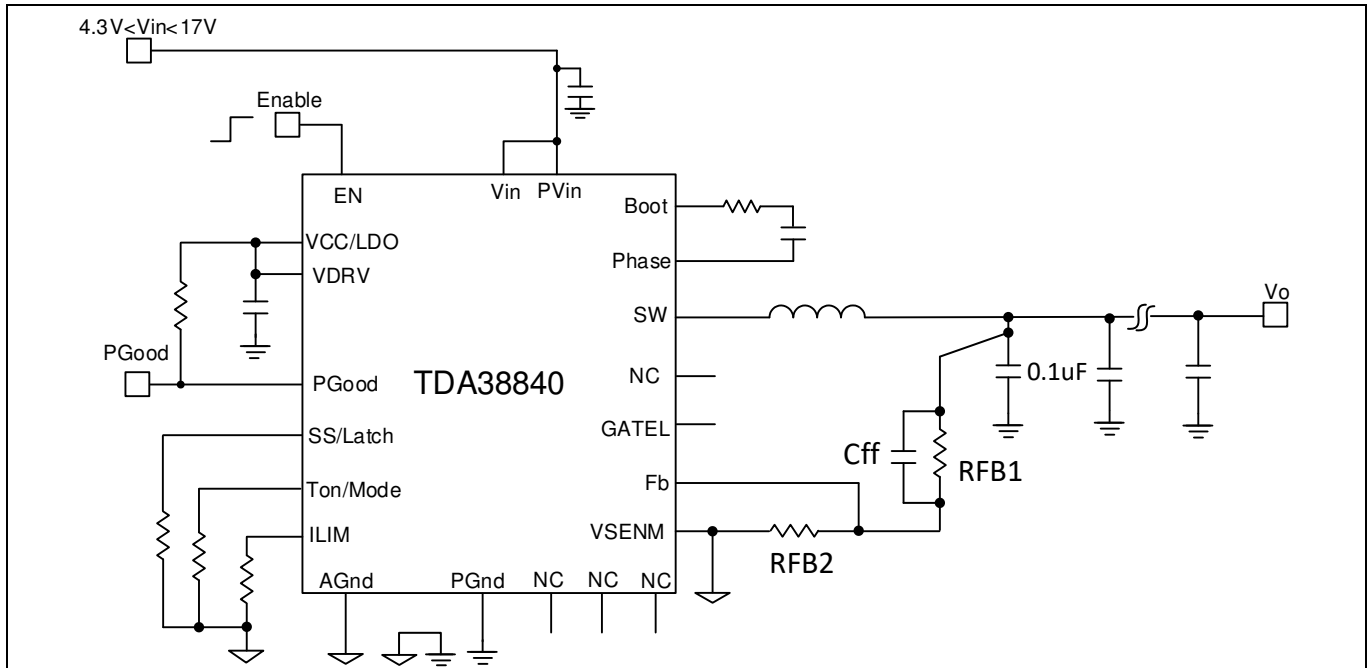 4.3V<Vin<17V
Enable
EN
Vin
PVin
Boot
VCC/LDO
Phase
VDRV
SW
Vo
PGood
PGood
TDA38840
NC
0.1uF
SS/Latch
GATEL
Cff
RFB1
Ton/Mode
Fb
ILIM
VSENM
RFB2
AGnd
PGnd
NC
NC
NC